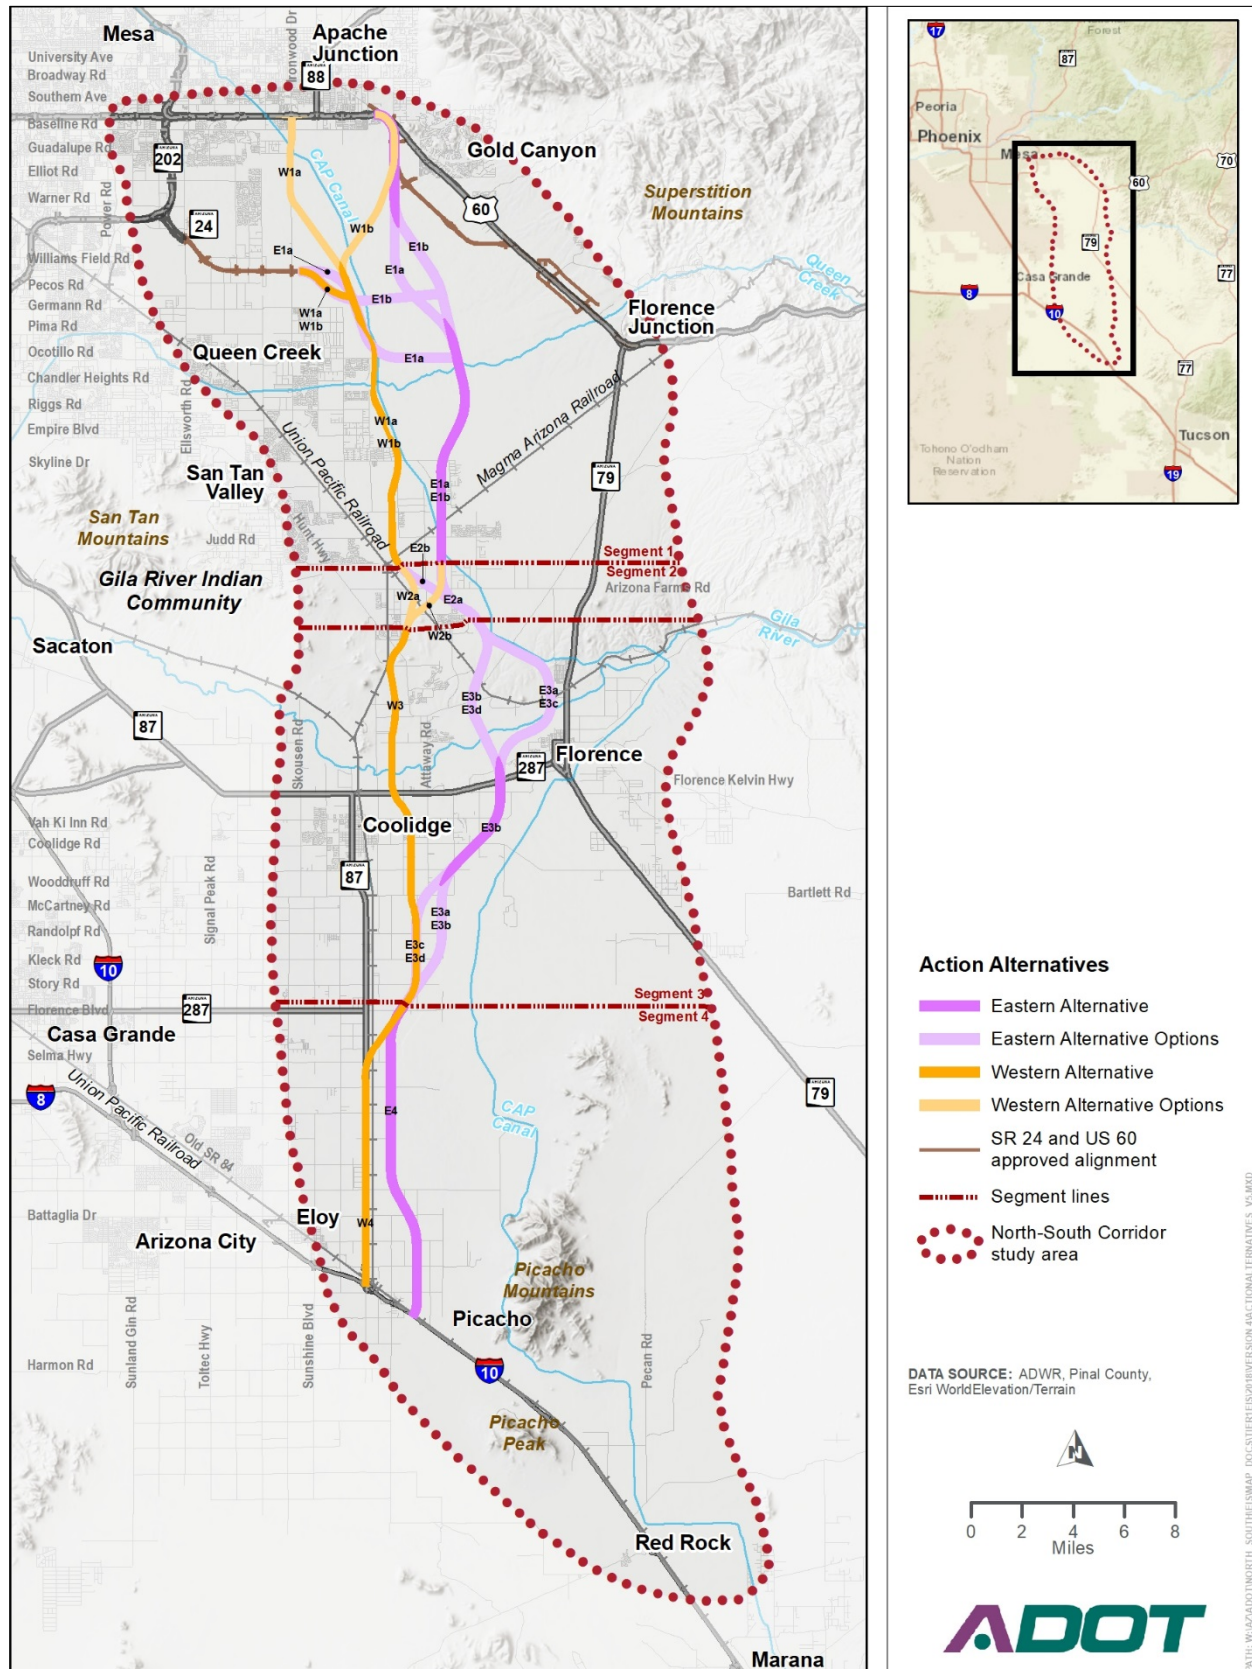 Mesa
Apache
Junction
Ironwood Dr
88
University Ave
Broadway Rd
Southern Ave
Baseline Rd
Guadalupe Rd
Elliot Rd
Warner Rd
Power Rd
ARIZONA
202
24
CAP Canal
W1a
W1b
Gold Canyon
60
Superstition
Mountains
Williams Field Rd
Pecos Rd
Germann Rd
Pima Rd
Ocotillo Rd
Chandler Heights Rd
Riggs Rd
Empire Blvd
Skyline Dr
E1a
E1b
E1a
E1b
W1a
W1b
E1a
Queen
Creek
Florence
Junction
Queen Creek
Ellsworth Rd
W1a
W1b
Union Pacific Railroad
Magma Arizona Railroad
San Tan
Valley
E1a
E1b
79
San Tan
Mountains
Judd Rd
Hunt Hwy
E2b
Segment 1
Segment 2
Gila River Indian
Community
W2a
E2a
Arizona Farms Rd
W2b
Gila
River
Sacaton
E3b
E3d
E3a
E3c
W3
87
Skousen Rd
Attaway Rd
Florence
287
Florence Kelvin Hwy
Vah Ki Inn Rd
Coolidge Rd
Coolidge
E3b
Wooddruff Rd
McCartney Rd
Randolpf Rd
Kleck Rd
Story Rd
Florence Blvd
Signal Peak Rd
87
Bartlett Rd
E3a
E3b
E3c
E3d
10
287
Segment 3
Segment 4
Casa Grande
Selma Hwy
8
Union Pacific Railroad
Old SR 84
CAP
Canal
79
E4
Battaglia Dr
Eloy
W4
Arizona City
Picacho
Mountains
Picacho
Sunland Gin Rd
Toltec Hwy
Sunshine Blvd
Pecan Rd
Harmon Rd
10
Picacho
Peak
Red Rock
Marana
17
Forest
87
Peoria
Phoenix
Mesa
70
60
79
Casa Grande
77
8
10
77
Tucson
Tohono O'odham
Nation
Reservation
19
Action Alternatives
Eastern Alternative
Eastern Alternative Options
Western Alternative
Western Alternative Options
SR 24 and US 60
approved alignment
Segment lines
North-South Corridor
study area
DATA SOURCE: ADWR, Pinal County,
Esri WorldElevation/Terrain
N
0 2 4 6 8
Miles
ADOT